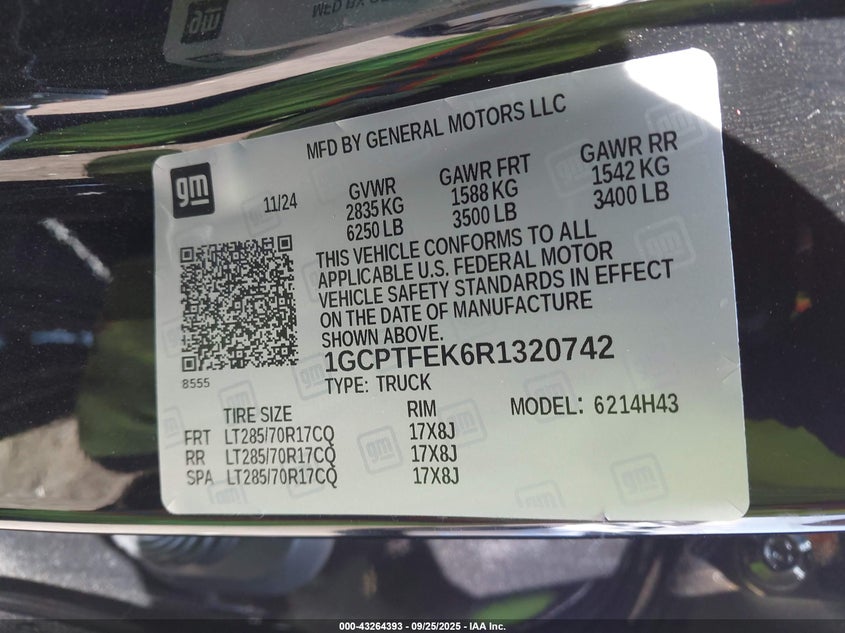 MFD BY GENERAL MOTORS LLC
gm
11/24
GVWR
2835 KG
6250 LB
GAWR FRT
1588 KG
3500 LB
GAWR RR
1542 KG
3400 LB
THIS VEHICLE CONFORMS TO ALL
APPLICABLE U.S. FEDERAL MOTOR
VEHICLE SAFETY STANDARDS IN EFFECT
ON THE DATE OF MANUFACTURE
SHOWN ABOVE.
1GCPTFEK6R1320742
8555
TYPE: TRUCK
TIRE SIZE RIM MODEL: 6214H43
FRT LT285/70R17CQ 17X8J
RR LT285/70R17CQ 17X8J
SPA LT285/70R17CQ 17X8J
000-43264393 - 09/25/2025 - IAA Inc.